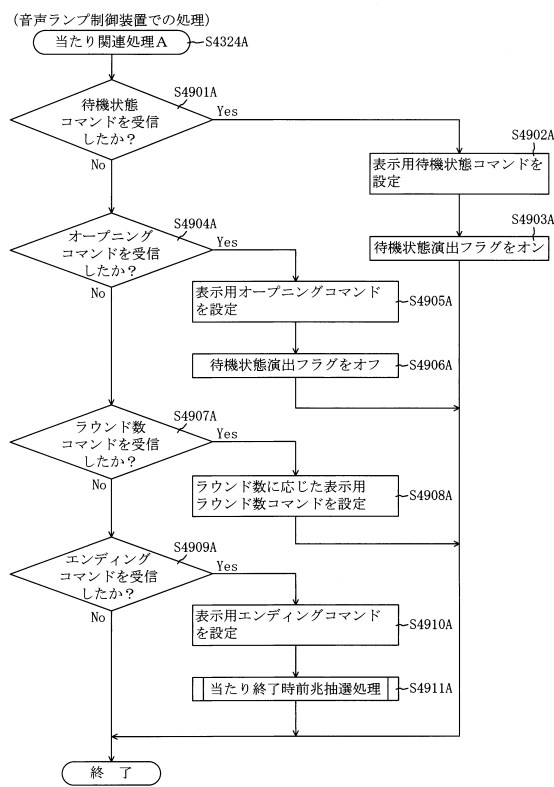 (音声ランプ制御装置での処理)
当たり関連処理A
S4324A
S4901A
待機状態
コマンドを受信
したか?
Yes
No
S4902A
表示用待機状態コマンドを
設定
S4903A
待機状態演出フラグをオン
S4904A
オープニング
コマンドを受信
したか?
Yes
No
表示用オープニングコマンド
を設定
S4905A
待機状態演出フラグをオフ
S4906A
S4907A
ラウンド数
コマンドを受信
したか?
Yes
No
ラウンド数に応じた表示用
ラウンド数コマンドを設定
S4908A
S4909A
エンディング
コマンドを受信
したか?
Yes
No
表示用エンディングコマンド
を設定
S4910A
当たり終了時前兆抽選処理
S4911A
終 了